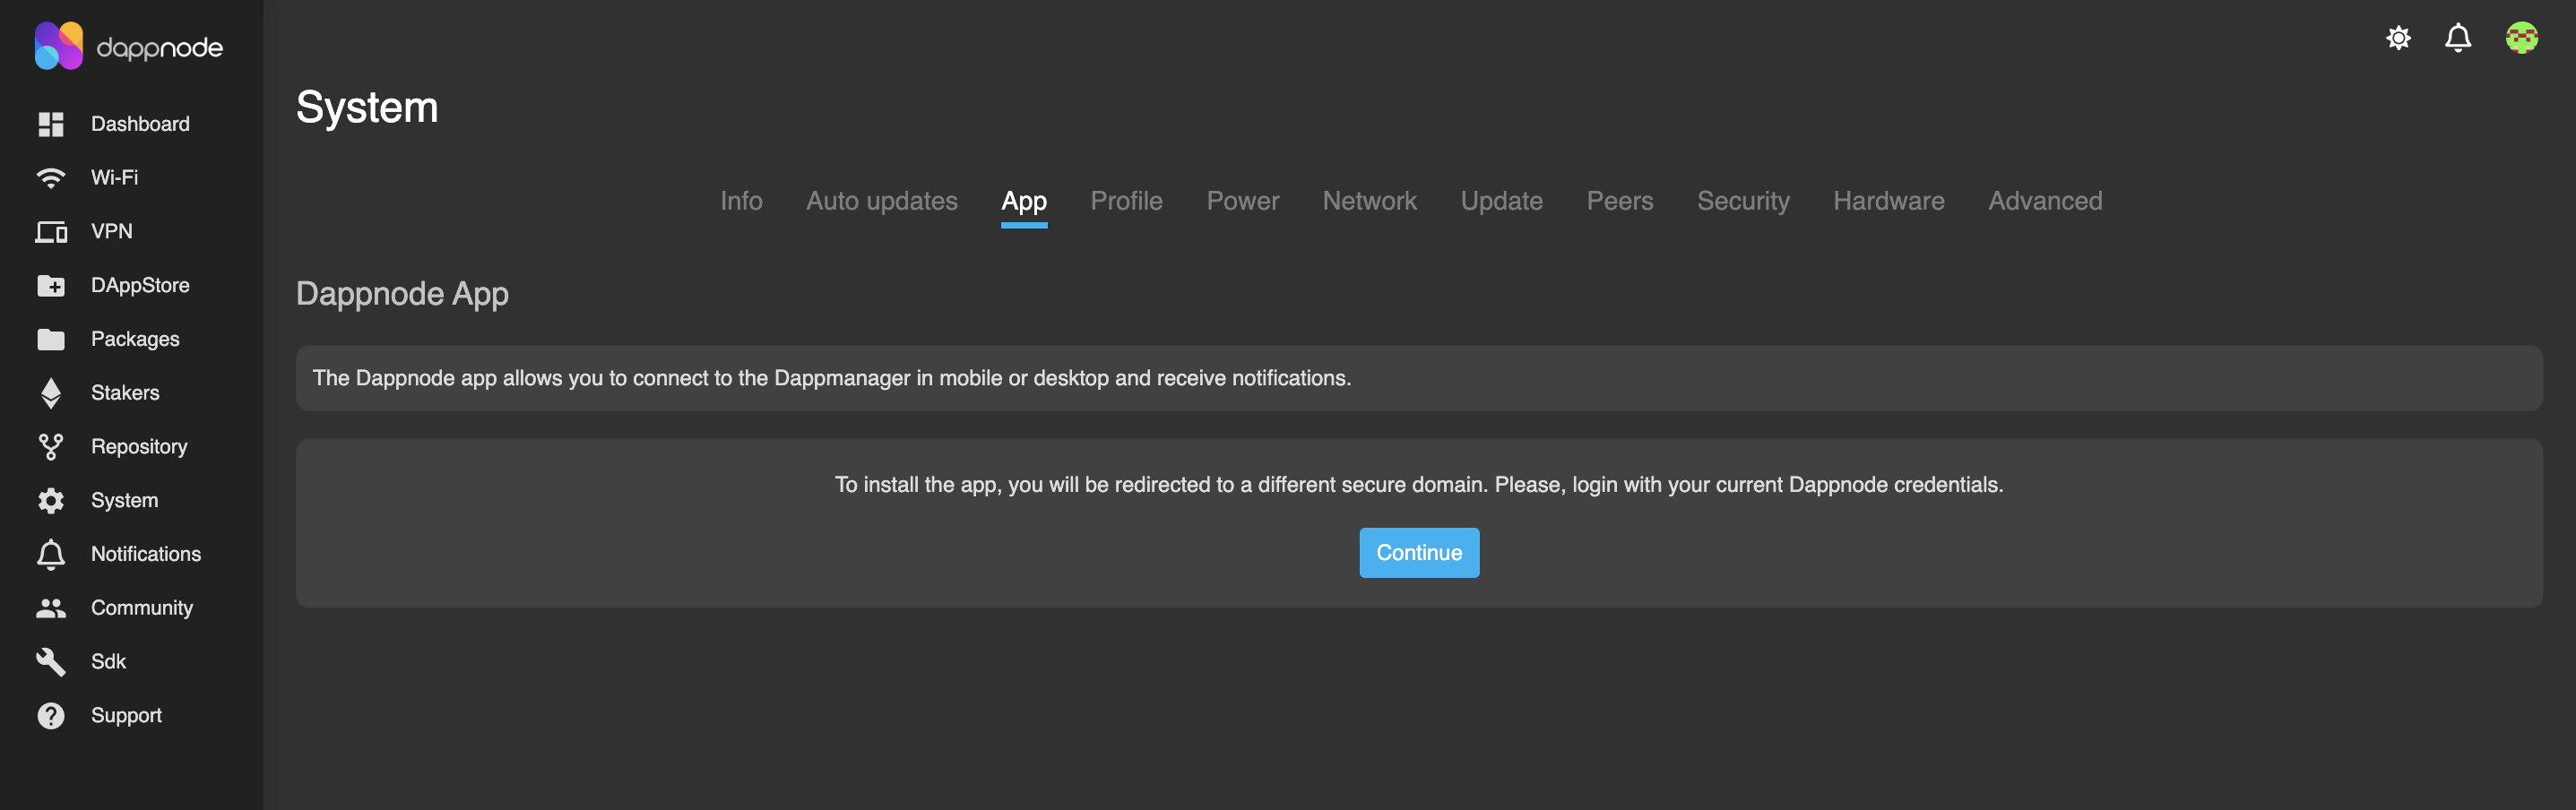 dappnode
Dashboard
Wi-Fi
VPN
DAppStore
Packages
Stakers
Repository
System
Notifications
Community
Sdk
Support
System
Info Auto updates App Profile Power Network Update Peers Security Hardware Advanced
Dappnode App
The Dappnode app allows you to connect to the Dappmanager in mobile or desktop and receive notifications.
To install the app, you will be redirected to a different secure domain. Please, login with your current Dappnode credentials.
Continue